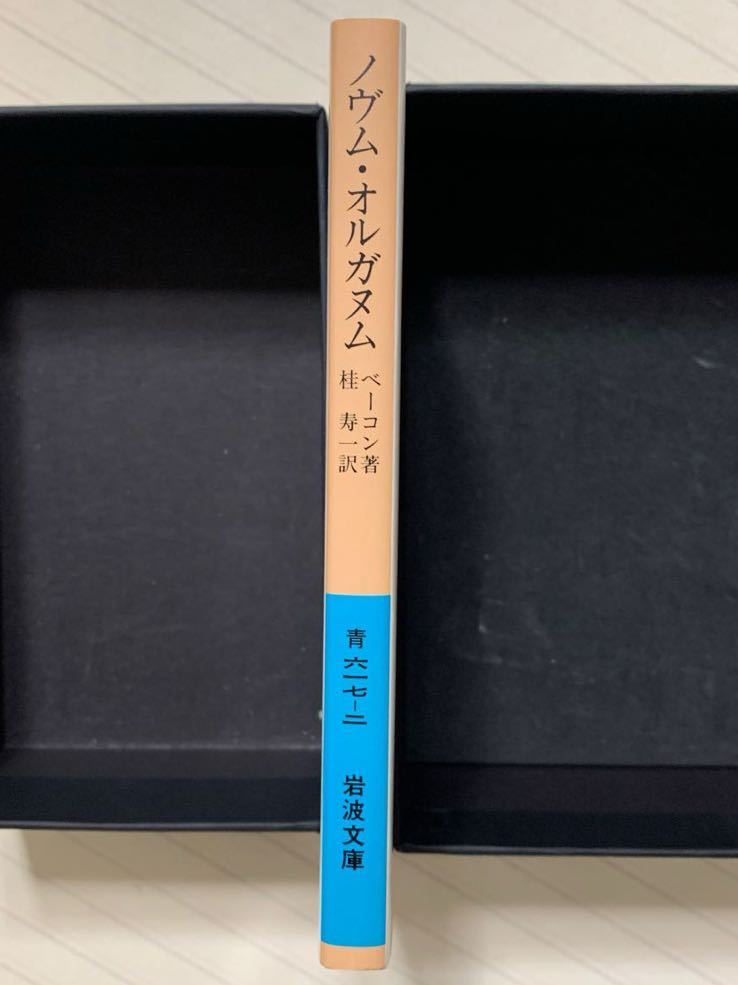 ノヴム・オルガヌム
ベーコン著
桂寿一訳
青六一七-二
岩波文庫